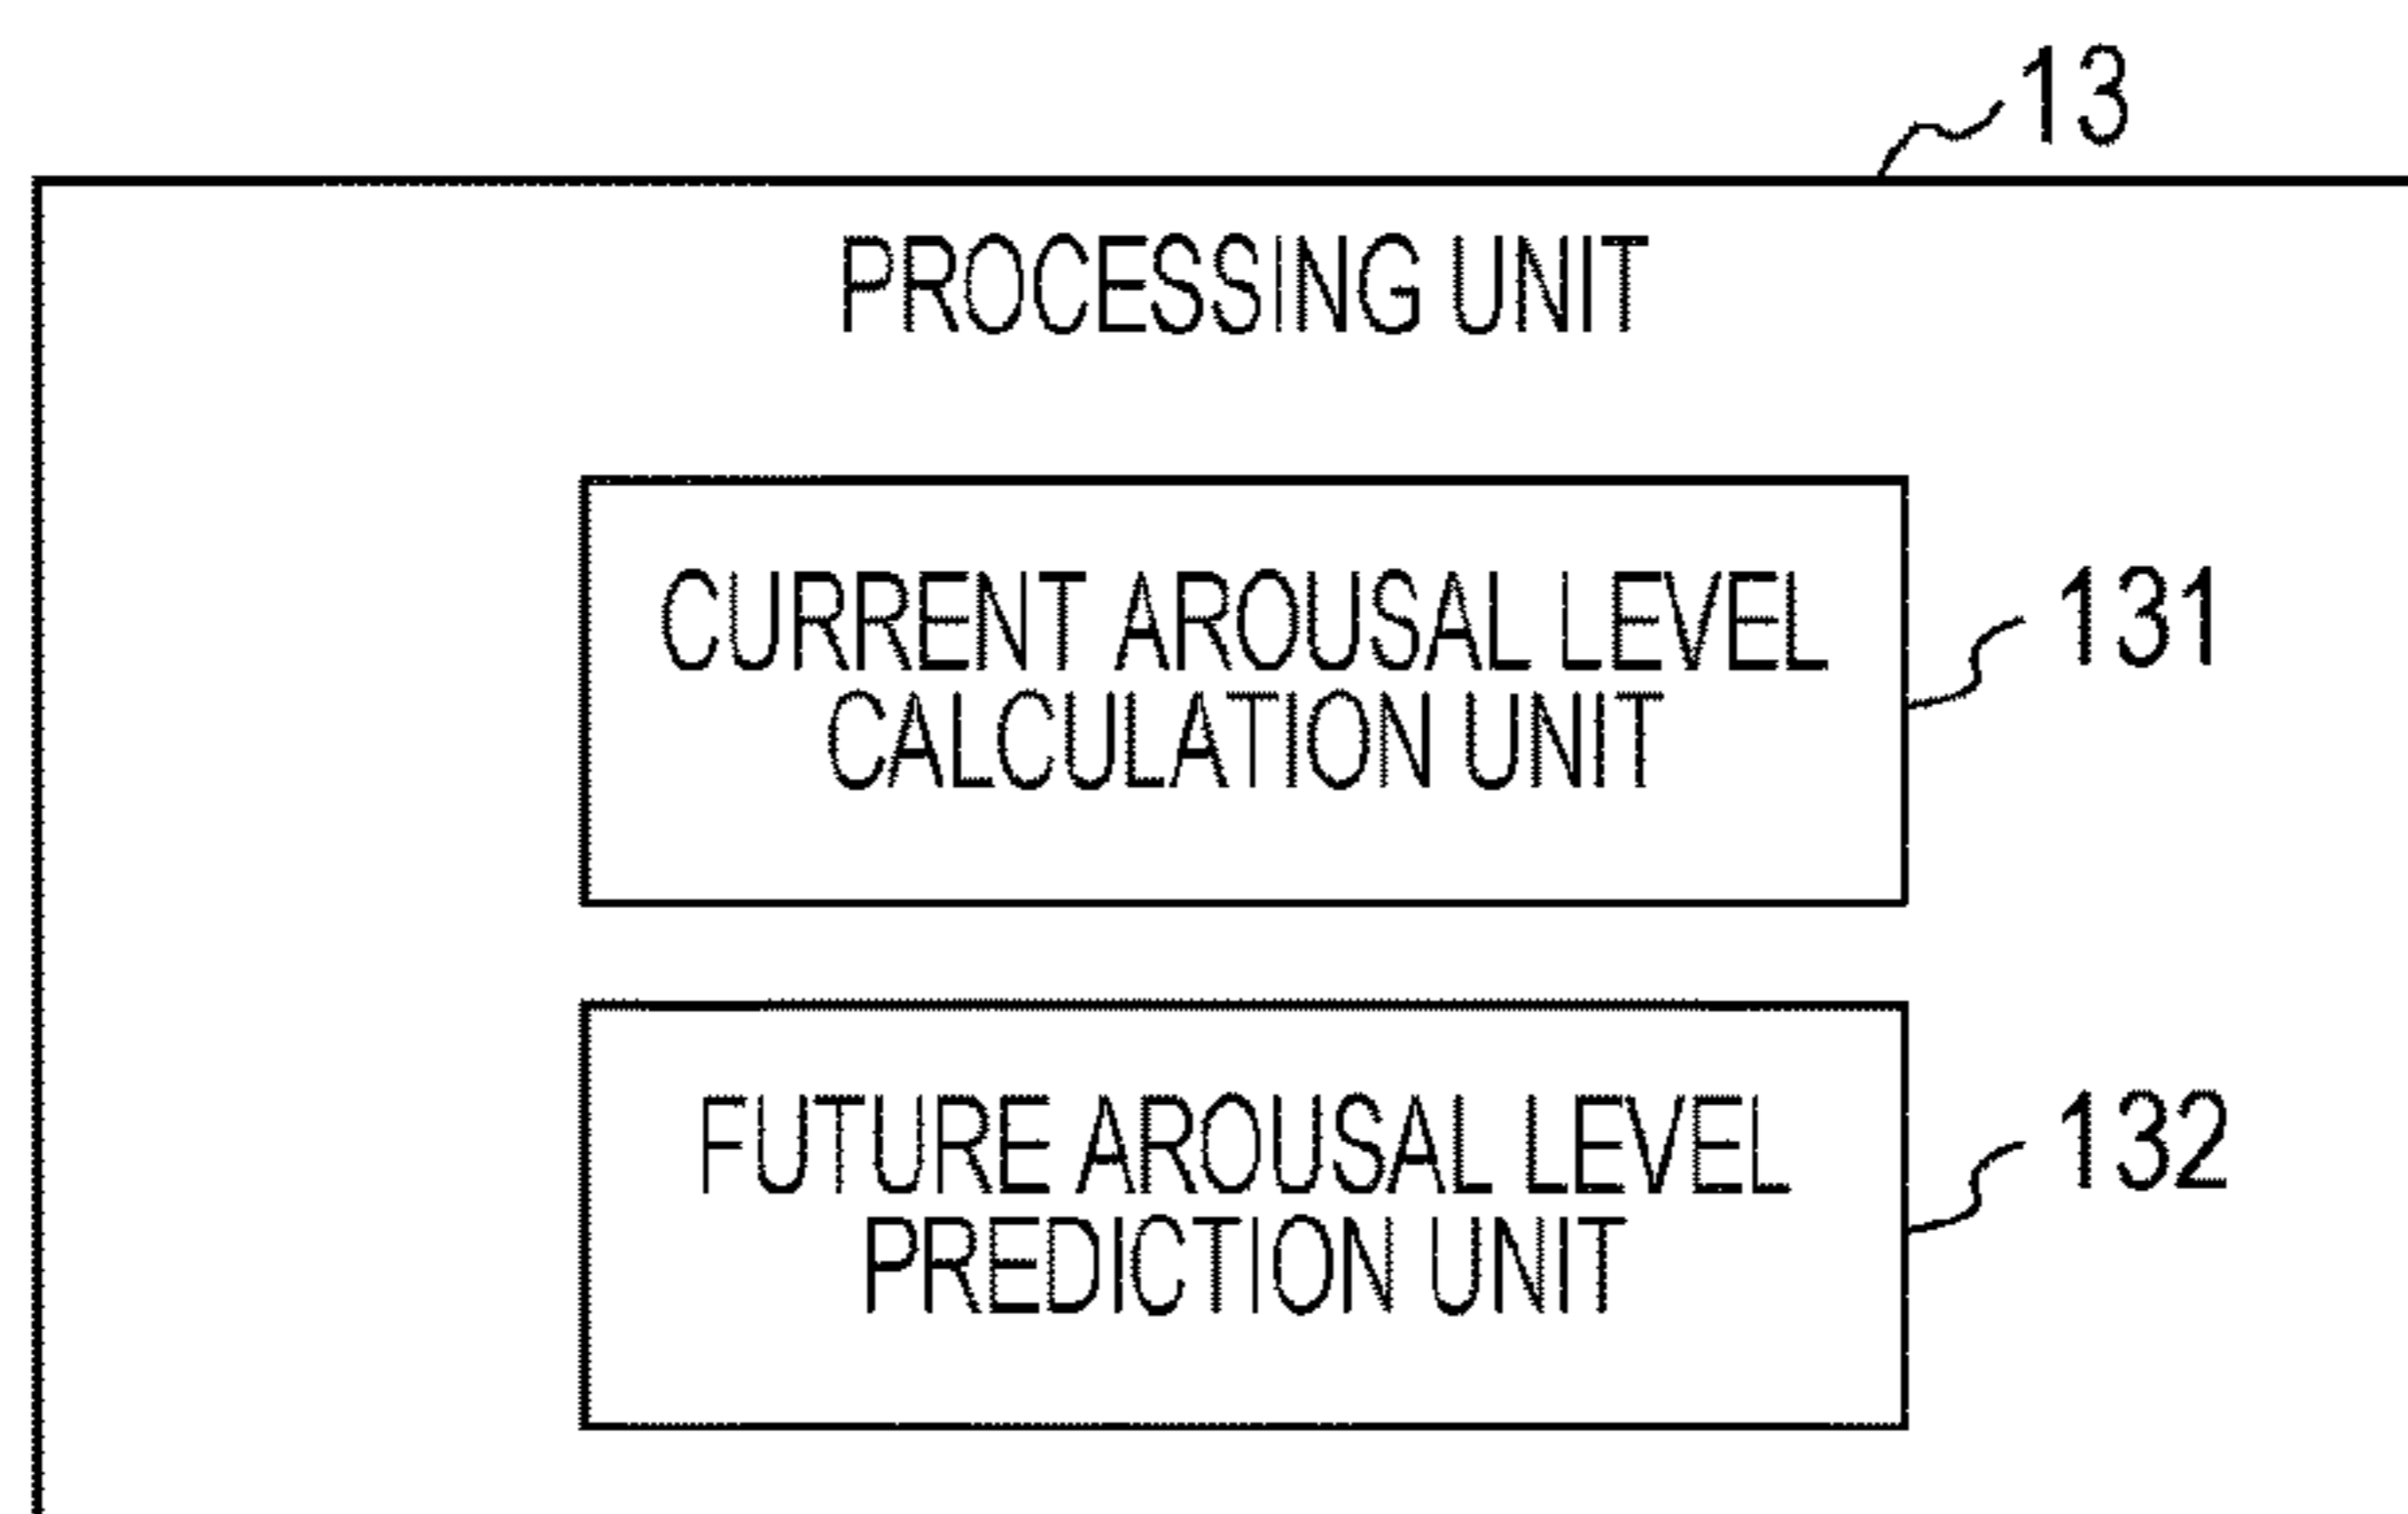 13
PROCESSING UNIT
CURRENT AROUSAL LEVEL
CALCULATION UNIT
131
FUTURE AROUSAL LEVEL
PREDICTION UNIT
132